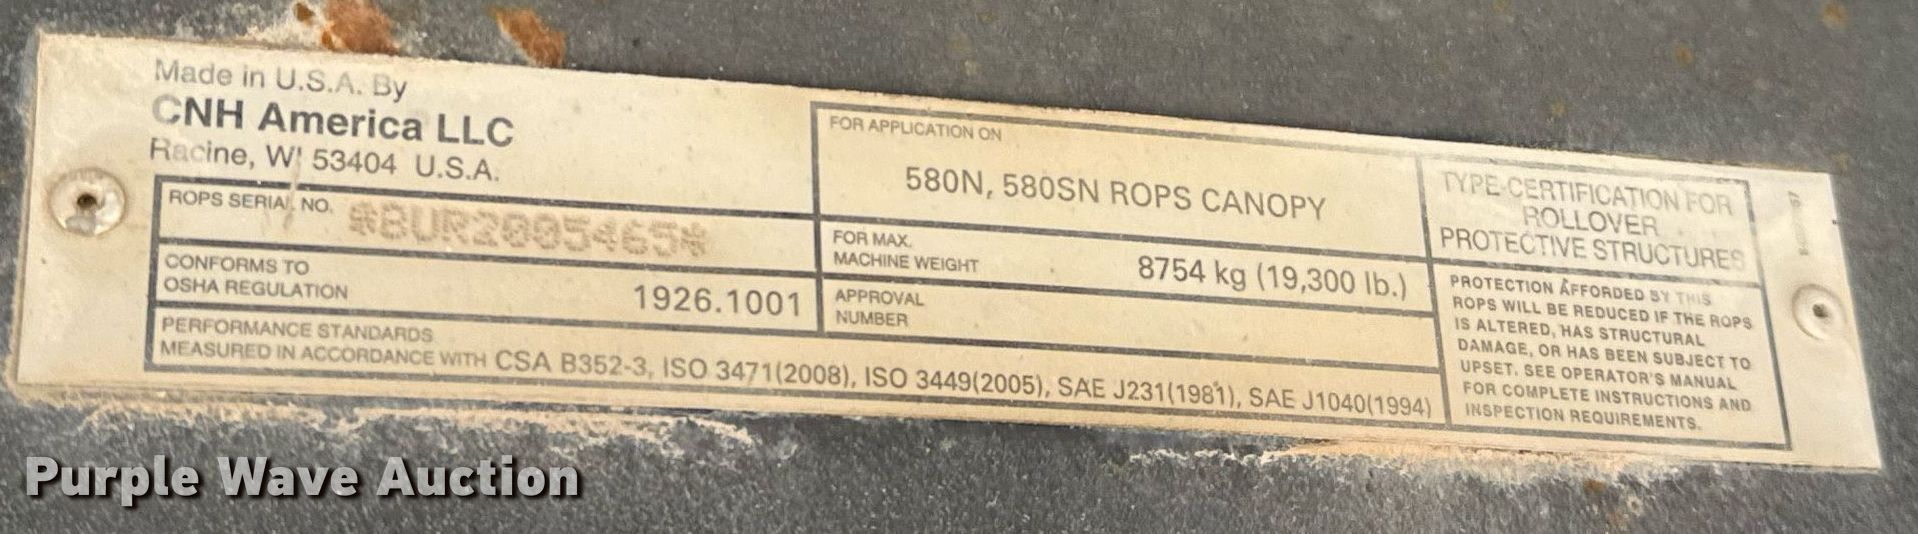 Made in U.S.A. By
CNH America LLC
Racine, WI 53404 U.S.A.
ROPS SERIAL NO. *BUR2005465*
CONFORMS TO
OSHA REGULATION 1926.1001
PERFORMANCE STANDARDS
MEASURED IN ACCORDANCE WITH CSA B352-3, ISO 3471(2008), ISO 3449(2005), SAE J231(1981), SAE J1040(1994)
FOR APPLICATION ON
580N, 580SN ROPS CANOPY
FOR MAX.
MACHINE WEIGHT 8754 kg (19,300 lb.)
APPROVAL
NUMBER
TYPE-CERTIFICATION FOR
ROLLOVER
PROTECTIVE STRUCTURES
PROTECTION AFFORDED BY THIS
ROPS WILL BE REDUCED IF THE ROPS
IS ALTERED, HAS STRUCTURAL
DAMAGE, OR HAS BEEN SUBJECT TO
UPSET. SEE OPERATOR'S MANUAL
FOR COMPLETE INSTRUCTIONS AND
INSPECTION REQUIREMENTS.
Purple Wave Auction